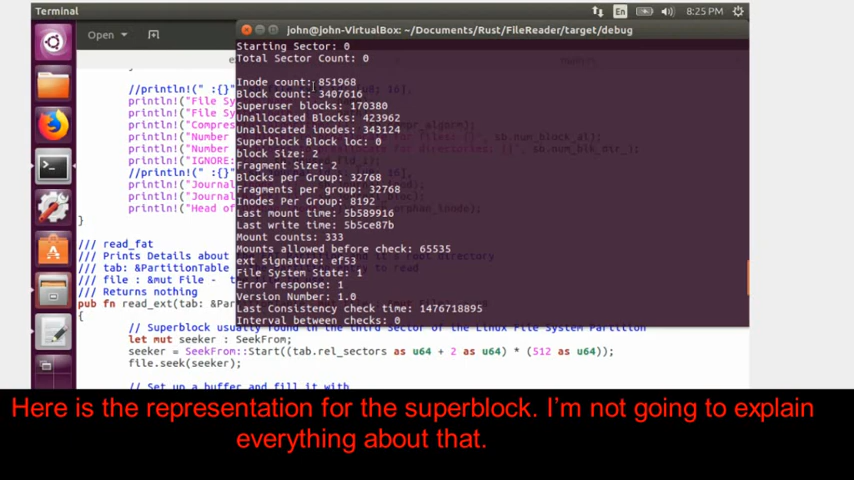 Terminal
En
8:25 PM
Open
john@john-VirtualBox: ~/Documents/Rust/FileReader/target/debug
Starting Sector: 0
Total Sector Count: 0
Inode count: 851968
Block count: 3407616
Superuser blocks: 170380
Unallocated Blocks: 423962
Unallocated inodes: 343124
Superblock Block loc: 0
block Size: 2
Fragment Size: 2
Blocks per Group: 32768
Fragments per group: 32768
Inodes Per Group: 8192
Last mount time: 5b589916
Last write time: 5b5ce87b
Mount counts: 333
Mounts allowed before check: 65535
ext signature: ef53
File System State: 1
Error response: 1
Version Number: 1.0
Last Consistency check time: 1476718895
Interval between checks: 0
//println!(" :{}"
println!("File Sy
println!("File Sy
println!("Compres
println!("Number
println!("Number
println!("IGNORE:
//println!(" :{}"
println!("Journal
println!("Journal
println!("Head of
}
/// read_fat
/// Prints Details about
/// tab: &PartitionTable
/// file : &mut File -
/// Returns nothing
pub fn read_ext(tab: &P
{
// Superblock usually found in the third Sector of the Linux File System Partition
let mut seeker : SeekFrom;
seeker = SeekFrom::Start((tab.rel_sectors as u64 + 2 as u64) * (512 as u64));
file.seek(seeker);
// Set up a buffer and fill it with
Here is the representation for the superblock. I’m not going to explain
everything about that.